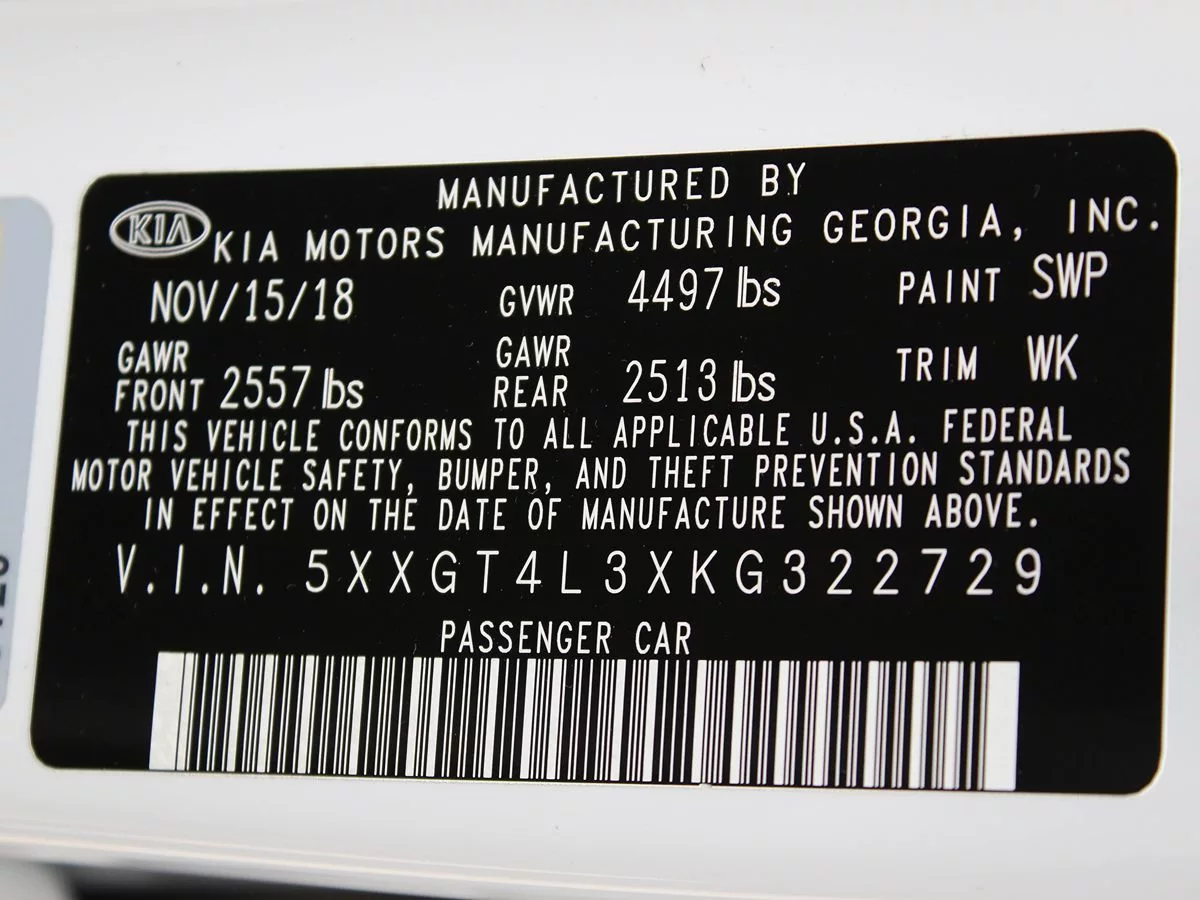 MANUFACTURED BY
KIA KIA MOTORS MANUFACTURING GEORGIA, INC.
NOV/15/18 GVWR 4497 lbs PAINT SWP
GAWR FRONT 2557 lbs GAWR REAR 2513 lbs TRIM WK
THIS VEHICLE CONFORMS TO ALL APPLICABLE U.S.A. FEDERAL
MOTOR VEHICLE SAFETY, BUMPER, AND THEFT PREVENTION STANDARDS
IN EFFECT ON THE DATE OF MANUFACTURE SHOWN ABOVE.
V.I.N. 5XXGT4L3XKG322729
PASSENGER CAR